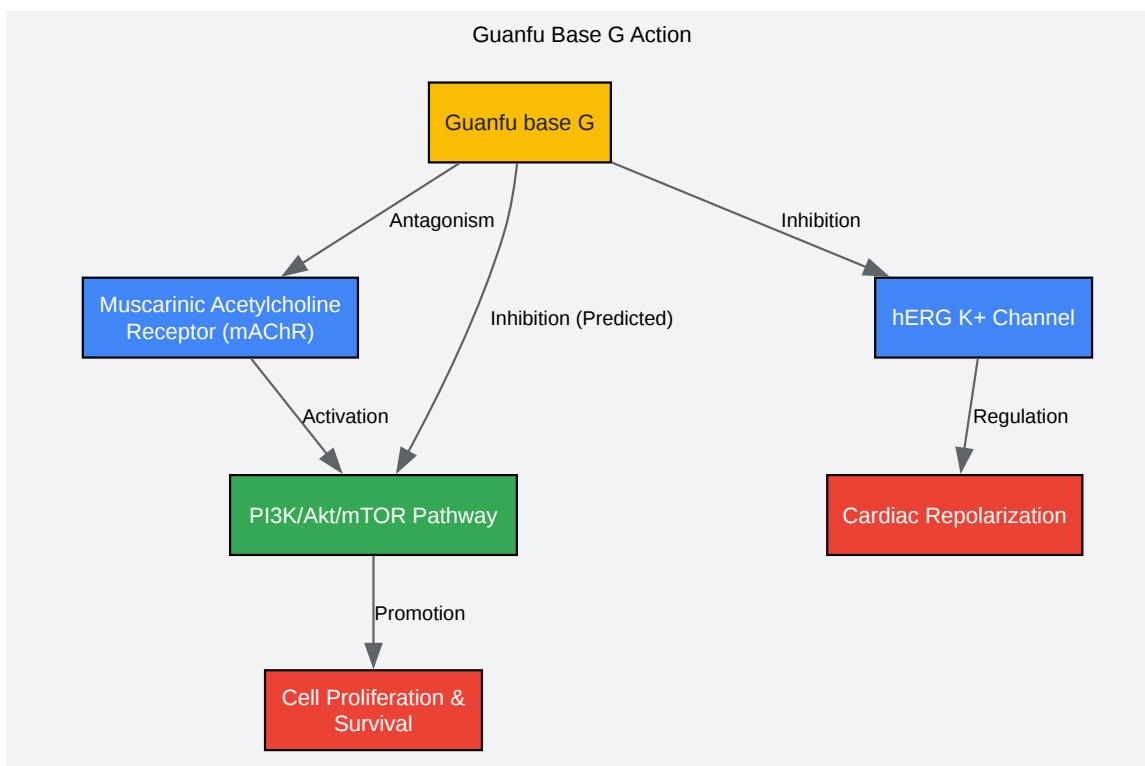 Guanfu Base G Action
Guanfu base G
Antagonism
Inhibition
Muscarinic Acetylcholine
Receptor (mAChR)
Inhibition (Predicted)
hERG K+ Channel
Activation
Regulation
PI3K/Akt/mTOR Pathway
Cardiac Repolarization
Promotion
Cell Proliferation &
Survival